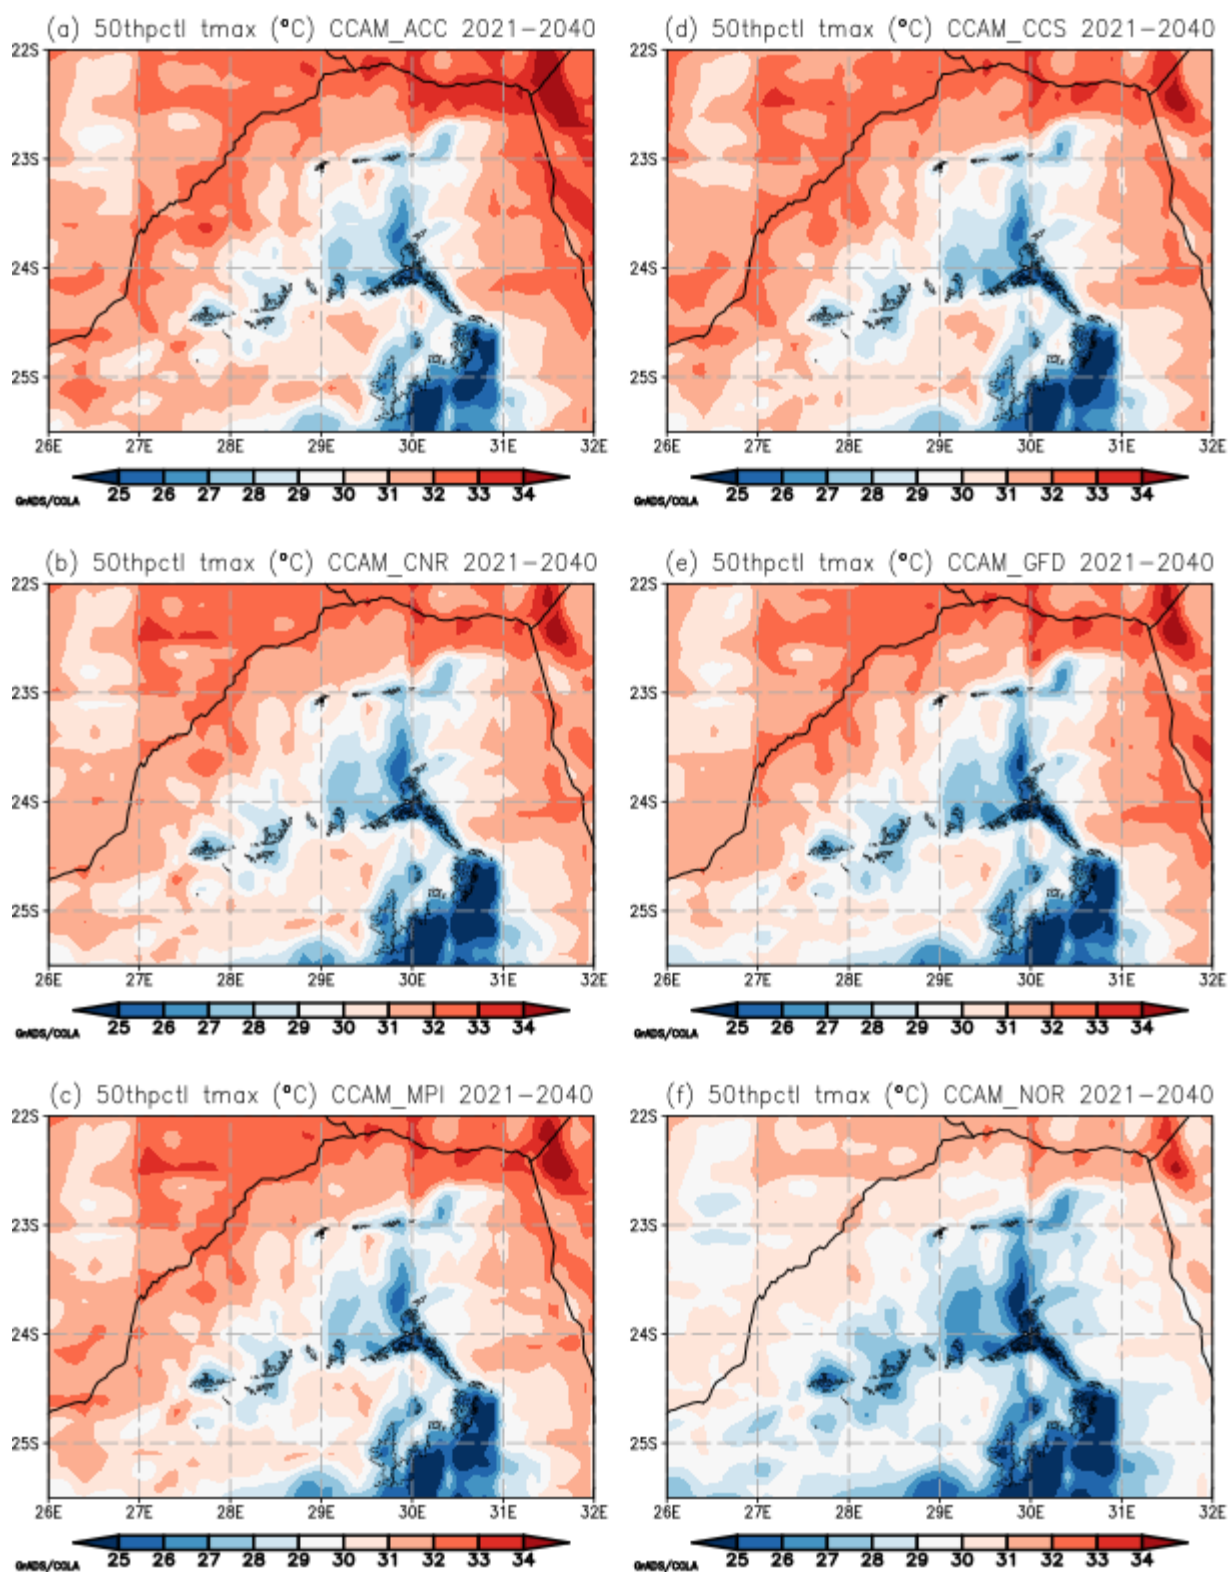 (a) 50thpctl tmax (°C) CCAM_ACC 2021-2040
22S
23S
24S
25S
26E 27E 28E 29E 30E 31E 32E
25 26 27 28 29 30 31 32 33 34
GrADS/COLA
(d) 50thpctl tmax (°C) CCAM_CCS 2021-2040
22S
23S
24S
25S
26E 27E 28E 29E 30E 31E 32E
25 26 27 28 29 30 31 32 33 34
GrADS/COLA
(b) 50thpctl tmax (°C) CCAM_CNR 2021-2040
22S
23S
24S
25S
26E 27E 28E 29E 30E 31E 32E
25 26 27 28 29 30 31 32 33 34
GrADS/COLA
(e) 50thpctl tmax (°C) CCAM_GFD 2021-2040
22S
23S
24S
25S
26E 27E 28E 29E 30E 31E 32E
25 26 27 28 29 30 31 32 33 34
GrADS/COLA
(c) 50thpctl tmax (°C) CCAM_MPI 2021-2040
22S
23S
24S
25S
26E 27E 28E 29E 30E 31E 32E
25 26 27 28 29 30 31 32 33 34
GrADS/COLA
(f) 50thpctl tmax (°C) CCAM_NOR 2021-2040
22S
23S
24S
25S
26E 27E 28E 29E 30E 31E 32E
25 26 27 28 29 30 31 32 33 34
GrADS/COLA